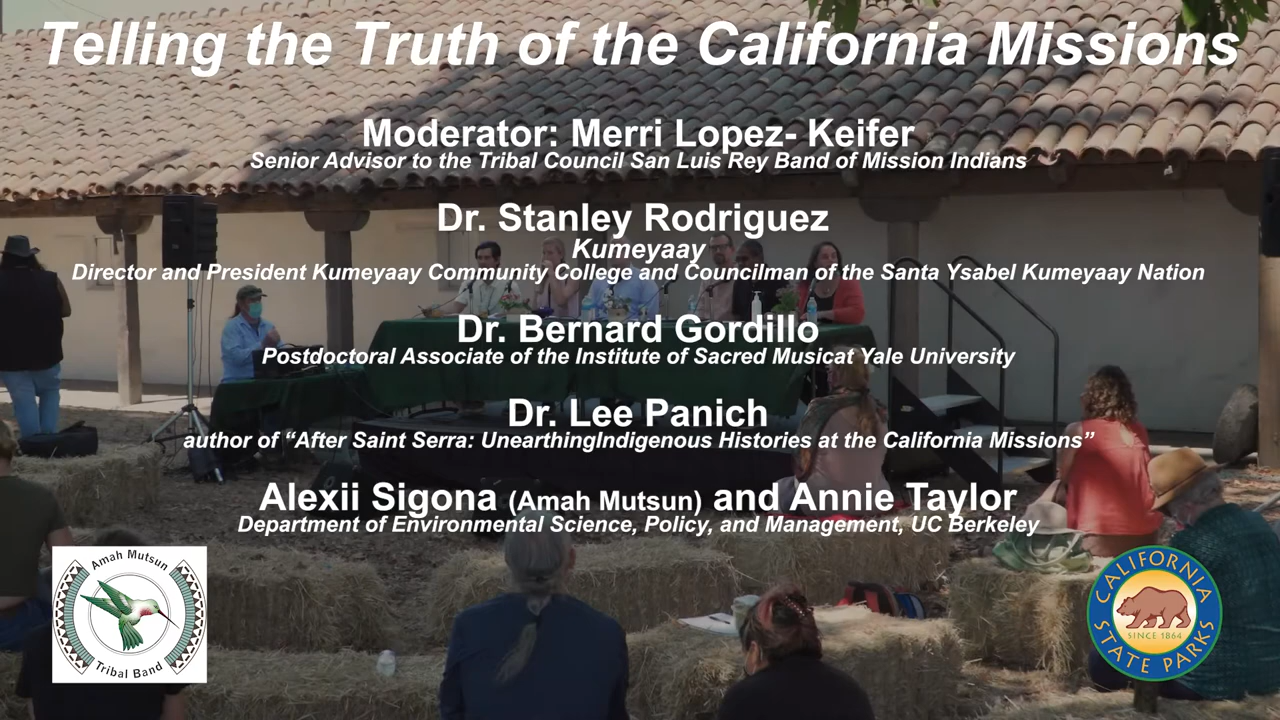 Telling the Truth of the California Missions
Moderator: Merri Lopez- Keifer
Senior Advisor to the Tribal Council San Luis Rey Band of Mission Indians
Dr. Stanley Rodriguez
Kumeyaay
Director and President Kumeyaay Community College and Councilman of the Santa Ysabel Kumeyaay Nation
Dr. Bernard Gordillo
Postdoctoral Associate of the Institute of Sacred Musicat Yale University
Dr. Lee Panich
author of “After Saint Serra: UnearthingIndigenous Histories at the California Missions”
Alexii Sigona (Amah Mutsun) and Annie Taylor
Department of Environmental Science, Policy, and Management, UC Berkeley
Amah Mutsun
Tribal Band
CALIFORNIA
SINCE 1864
STATE PARKS